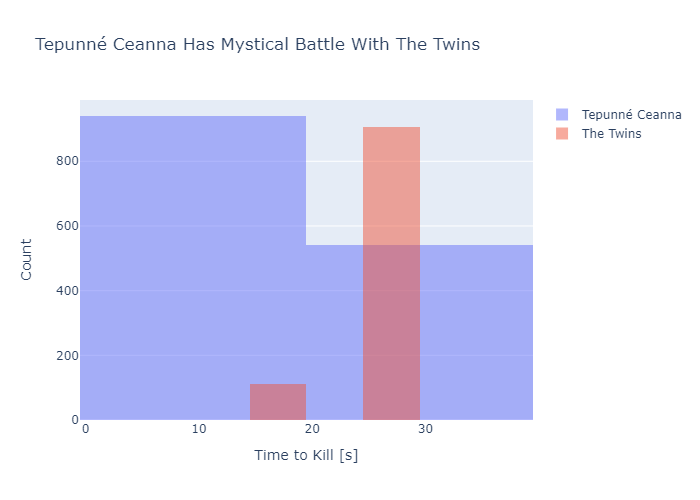 Tepunné Ceanna Has Mystical Battle With The Twins
Tepunné Ceanna
The Twins
Count
800
600
400
200
0
0
10
20
30
Time to Kill [s]